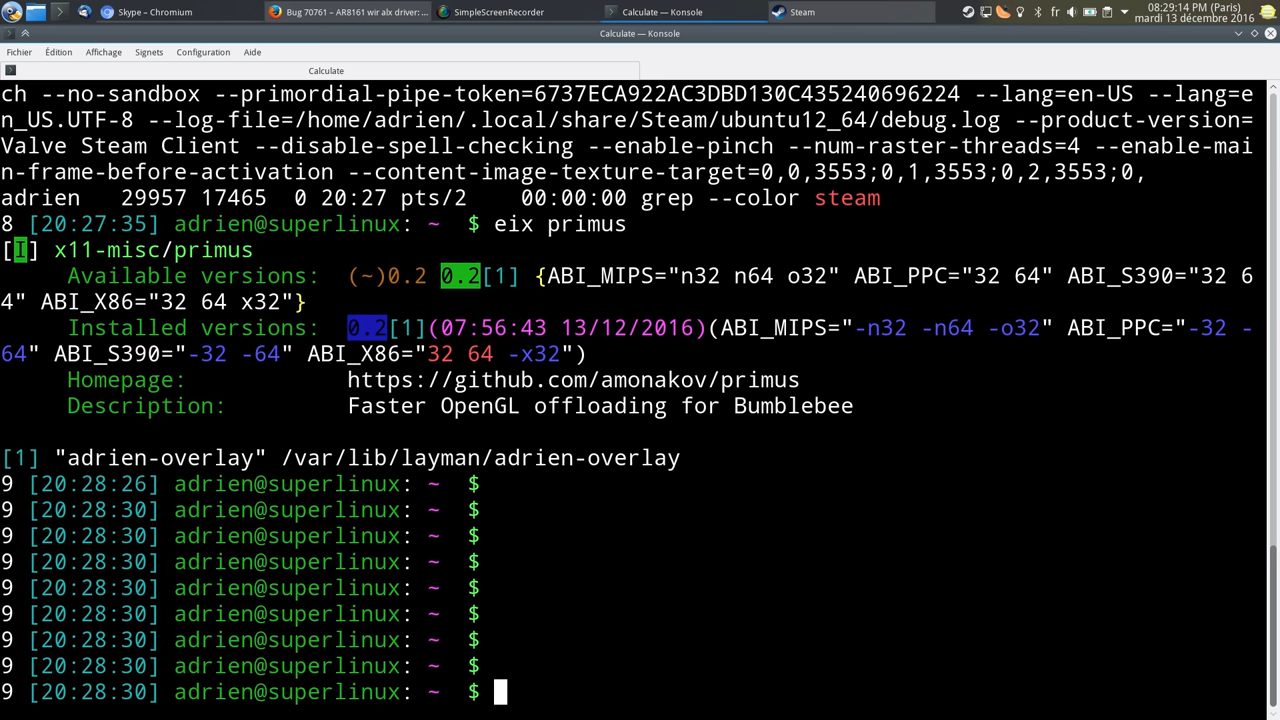 Skype - Chromium
Bug 70761 – AR8161 wir alx driver: ...
SimpleScreenRecorder
Calculate — Konsole
Steam
fr
08:29:14 PM (Paris)
mardi 13 décembre 2016
Calculate — Konsole
Fichier Édition Affichage Signets Configuration Aide
Calculate
ch --no-sandbox --primordial-pipe-token=6737ECA922AC3DBD130C435240696224 --lang=en-US --lang=e
n_US.UTF-8 --log-file=/home/adrien/.local/share/Steam/ubuntu12_64/debug.log --product-version=
Valve Steam Client --disable-spell-checking --enable-pinch --num-raster-threads=4 --enable-mai
n-frame-before-activation --content-image-texture-target=0,0,3553;0,1,3553;0,2,3553;0,
adrien   29957 17465  0 20:27 pts/2    00:00:00 grep --color steam
8 [20:27:35] adrien@superlinux: ~  $ eix primus
[I] x11-misc/primus
     Available versions:  (~)0.2 0.2[1] {ABI_MIPS="n32 n64 o32" ABI_PPC="32 64" ABI_S390="32 6
4" ABI_X86="32 64 x32"}
     Installed versions:  0.2[1](07:56:43 13/12/2016)(ABI_MIPS="-n32 -n64 -o32" ABI_PPC="-32 -
64" ABI_S390="-32 -64" ABI_X86="32 64 -x32")
     Homepage:            https://github.com/amonakov/primus
     Description:         Faster OpenGL offloading for Bumblebee
[1] "adrien-overlay" /var/lib/layman/adrien-overlay
9 [20:28:26] adrien@superlinux: ~  $
9 [20:28:30] adrien@superlinux: ~  $
9 [20:28:30] adrien@superlinux: ~  $
9 [20:28:30] adrien@superlinux: ~  $
9 [20:28:30] adrien@superlinux: ~  $
9 [20:28:30] adrien@superlinux: ~  $
9 [20:28:30] adrien@superlinux: ~  $
9 [20:28:30] adrien@superlinux: ~  $
9 [20:28:30] adrien@superlinux: ~  $